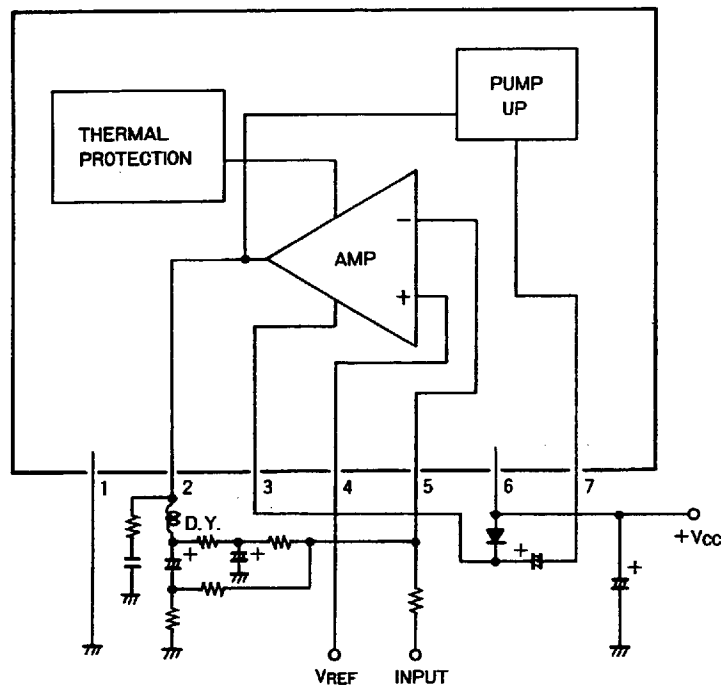 PUMP
UP
THERMAL
PROTECTION
AMP
−
+
1 2 3 4 5 6 7
D.Y.
+
+
+
+
+VCC
VREF
INPUT